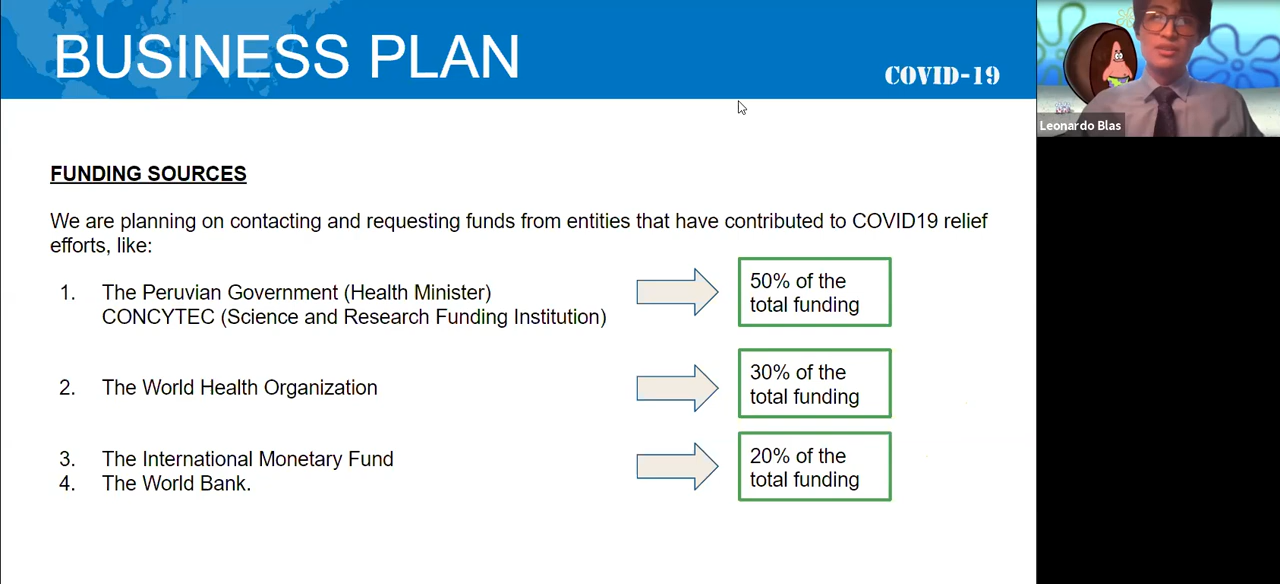 BUSINESS PLAN
COVID-19
Leonardo Blas
FUNDING SOURCES
We are planning on contacting and requesting funds from entities that have contributed to COVID19 relief
efforts, like:
1. The Peruvian Government (Health Minister)
CONCYTEC (Science and Research Funding Institution)
50% of the
total funding
2. The World Health Organization
30% of the
total funding
3. The International Monetary Fund
4. The World Bank.
20% of the
total funding